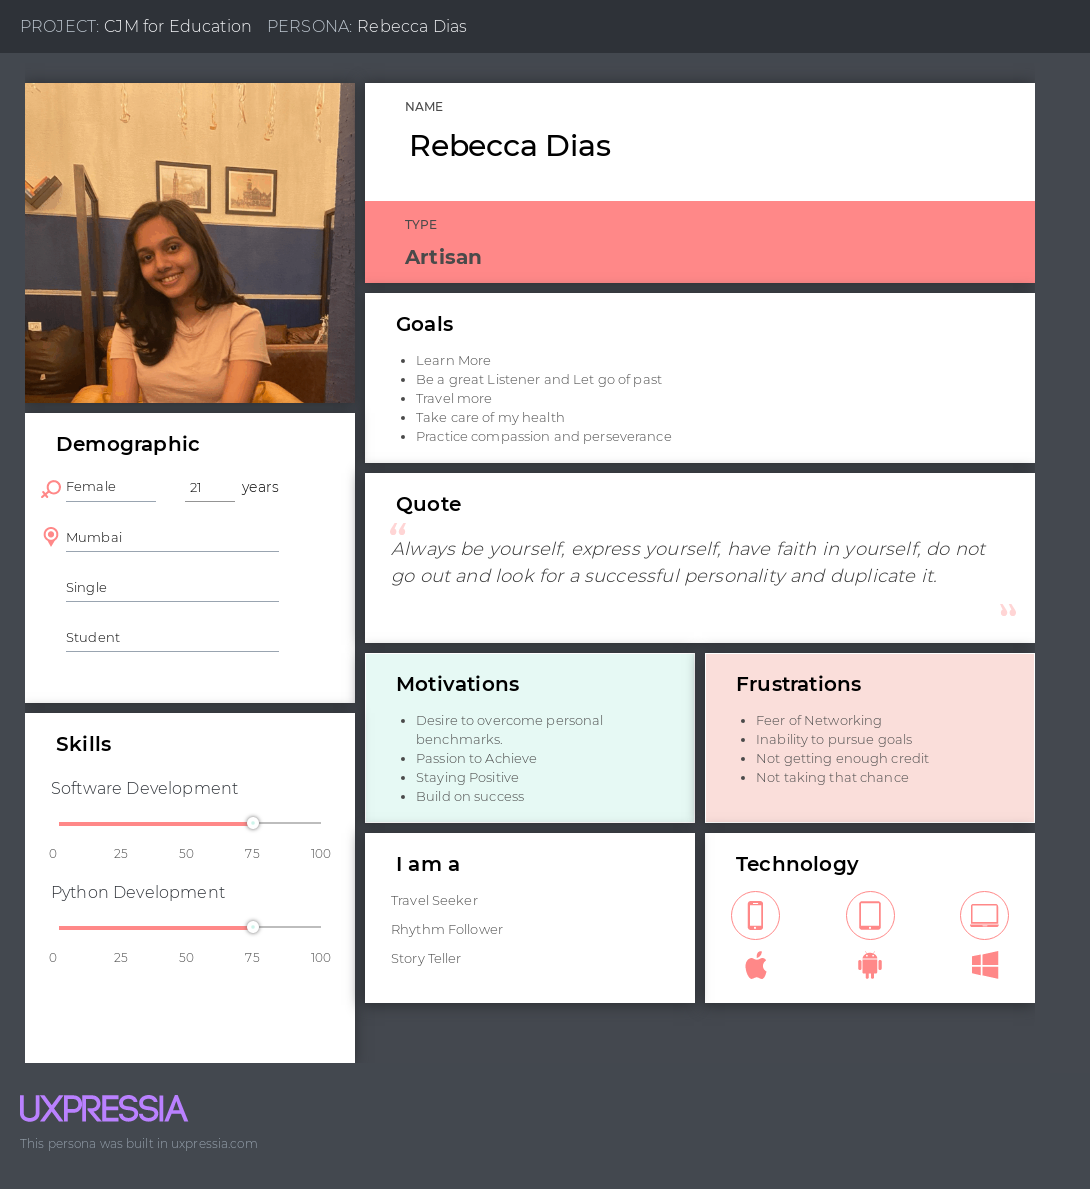 PROJECT: CJM for Education PERSONA: Rebecca Dias
NAME
Rebecca Dias
TYPE
Artisan
Goals
Learn More
Be a great Listener and Let go of past
Travel more
Take care of my health
Practice compassion and perseverance
Demographic
Female 21 years
Mumbai
Single
Student
Quote
“
Always be yourself, express yourself, have faith in yourself, do not
go out and look for a successful personality and duplicate it.
”
Motivations
Desire to overcome personal
benchmarks.
Passion to Achieve
Staying Positive
Build on success
Frustrations
Feer of Networking
Inability to pursue goals
Not getting enough credit
Not taking that chance
Skills
Software Development
0 25 50 75 100
Python Development
0 25 50 75 100
I am a
Travel Seeker
Rhythm Follower
Story Teller
Technology
UXPRESSIA
This persona was built in uxpressia.com